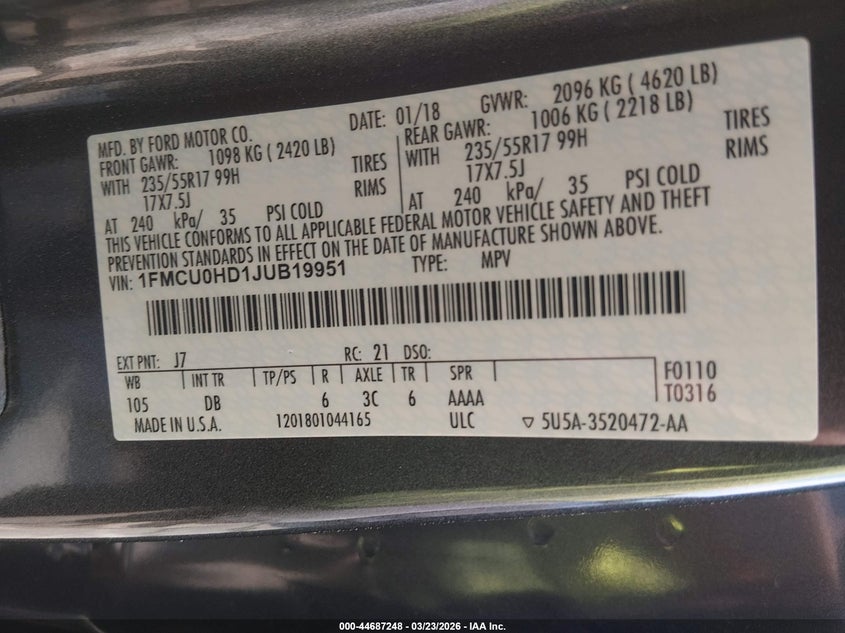 MFD. BY FORD MOTOR CO.
DATE: 01/18 GVWR: 2096 KG ( 4620 LB)
FRONT GAWR: 1098 KG ( 2420 LB)
WITH 235/55R17 99H TIRES
17X7.5J RIMS
AT 240 kPa/ 35 PSI COLD
REAR GAWR: 1006 KG ( 2218 LB)
WITH 235/55R17 99H TIRES
17X7.5J RIMS
AT 240 kPa/ 35 PSI COLD
THIS VEHICLE CONFORMS TO ALL APPLICABLE FEDERAL MOTOR VEHICLE SAFETY AND THEFT
PREVENTION STANDARDS IN EFFECT ON THE DATE OF MANUFACTURE SHOWN ABOVE.
VIN: 1FMCU0HD1JUB19951 TYPE: MPV
EXT PNT: J7 RC: 21 DSO:
WB INT TR TP/PS R AXLE TR SPR F0110
105 DB 6 3C 6 AAAA T0316
MADE IN U.S.A. 1201801044165 ULC ▽ 5U5A-3520472-AA
000-44687248 - 03/23/2026 - IAA Inc.